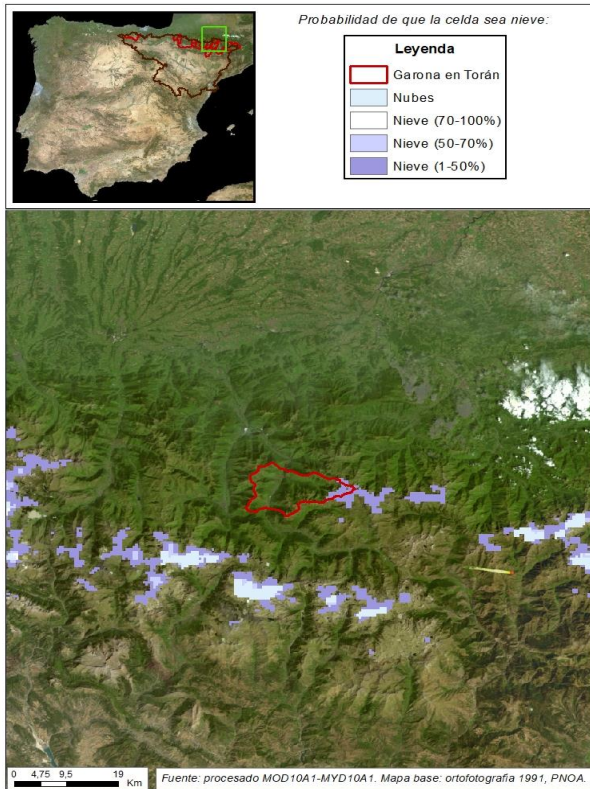 Probabilidad de que la celda sea nieve:
Leyenda
Garona en Torán
Nubes
Nieve (70-100%)
Nieve (50-70%)
Nieve (1-50%)
0 4,75 9,5 19
Km
Fuente: procesado MOD10A1-MYD10A1. Mapa base: ortofotografia 1991, PNOA.